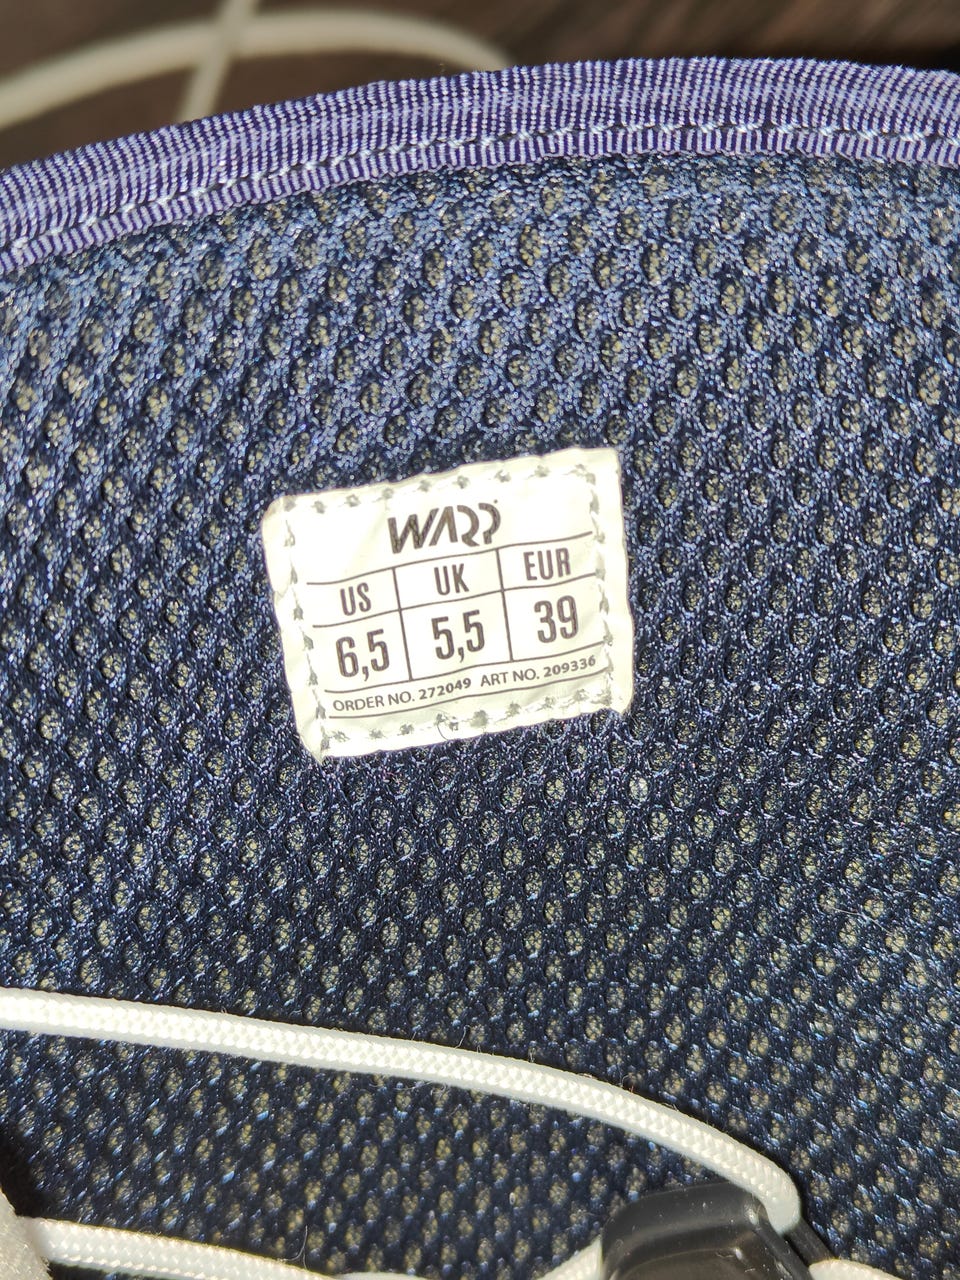 WARP
US UK EUR
6,5 5,5 39
ORDER NO. 272049 ART NO. 209336